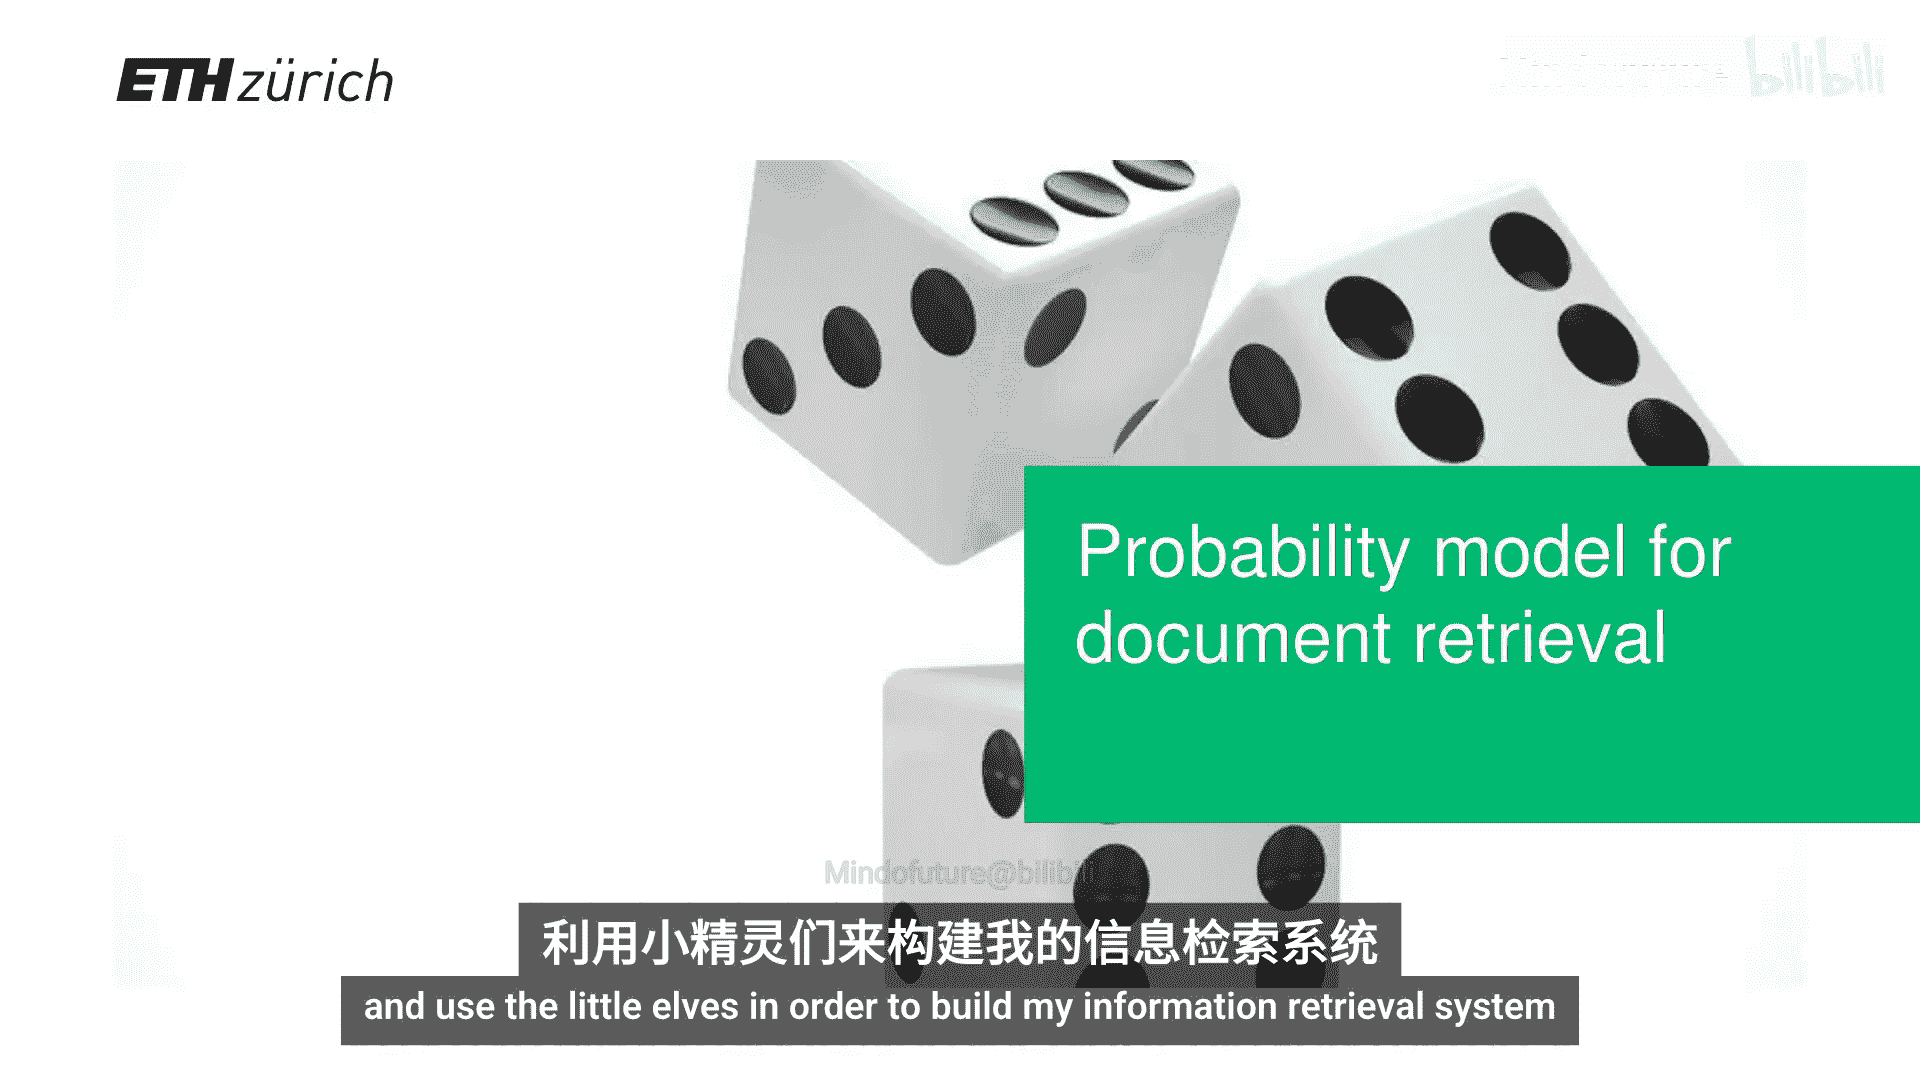 ETH zürich
bilibili
Probability model for
document retrieval
Mindofuture@bilibili
利用小精灵们来构建我的信息检索系统
and use the little elves in order to build my information retrieval system